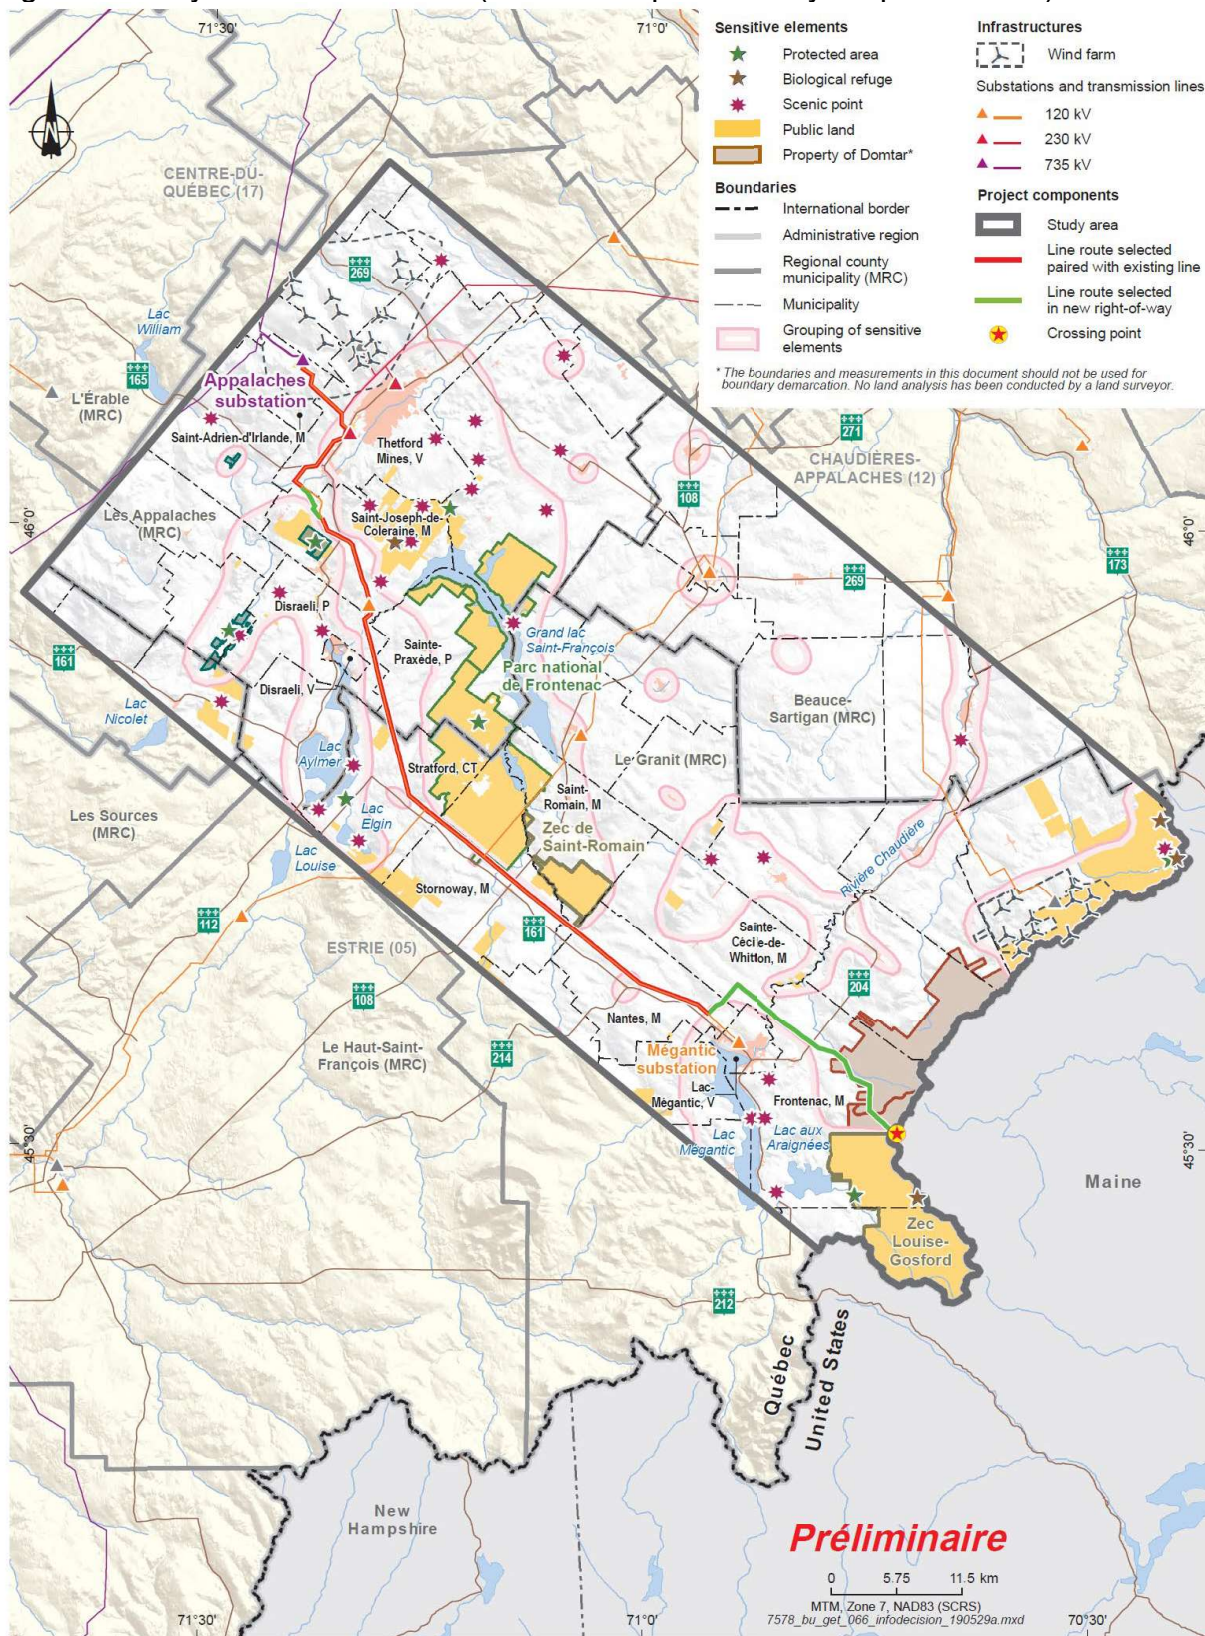 71°30'
71°0'
Sensitive elements
Protected area
Biological refuge
Scenic point
Public land
Property of Domtar*
Boundaries
International border
Administrative region
Regional county
municipality (MRC)
Municipality
Grouping of sensitive
elements
Infrastructures
Wind farm
Substations and transmission lines
120 kV
230 kV
735 kV
Project components
Study area
Line route selected
paired with existing line
Line route selected
in new right-of-way
Crossing point
* The boundaries and measurements in this document should not be used for
boundary demarcation. No land analysis has been conducted by a land surveyor.
N
CENTRE-DU-
QUÉBEC (17)
269
Lac
William
165
L'Érable
(MRC)
Appalaches
substation
Saint-Adrien-d'Irlande, M
Thetford
Mines, V
271
CHAUDIÈRES-
APPALACHES (12)
108
46°0'
Les Appalaches
(MRC)
Saint-Joseph-de-
Coleraine, M
46°0'
173
269
Disraeli, P
161
Sainte-
Praxède, P
Grand lac
Saint-François
Parc national
de Frontenac
Disraeli, V
Lac
Nicolet
Beauce-
Sartigan (MRC)
Lac
Aylmer
Stratford, CT
Le Granit (MRC)
Saint-
Romain, M
Les Sources
(MRC)
Lac
Elgin
Zec de
Saint-Romain
Lac
Louise
Rivière Chaudière
Stornoway, M
112
161
ESTRIE (05)
Sainte-
Cécile-de-
Whitton, M
108
204
Nantes, M
Le Haut-Saint-
François (MRC)
214
Mégantic
substation
Lac-
Mégantic, V
Frontenac, M
Lac
Mégantic
Lac aux
Araignées
45°30'
45°30'
Maine
Zec
Louise-
Gosford
212
Québec
United States
New
Hampshire
Préliminaire
0 5.75 11.5 km
MTM, Zone 7, NAD83 (SCRS)
7578_bu_get_066_infodecision_190529a.mxd
71°30'
71°0'
70°30'